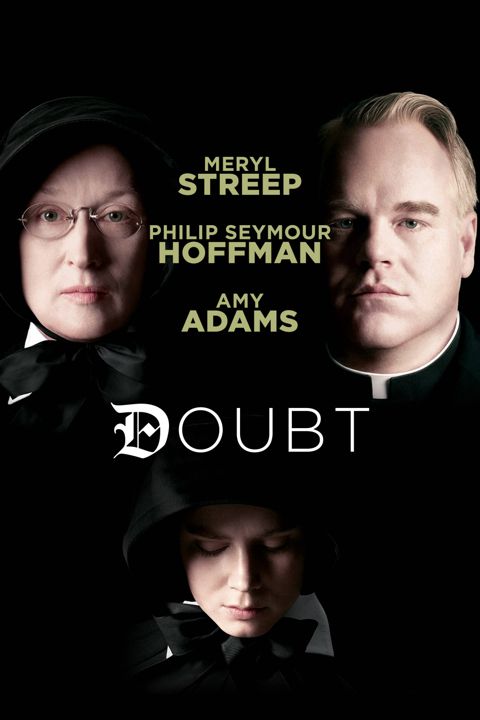 MERYL
STREEP
PHILIP SEYMOUR
HOFFMAN
AMY
ADAMS
DOUBT